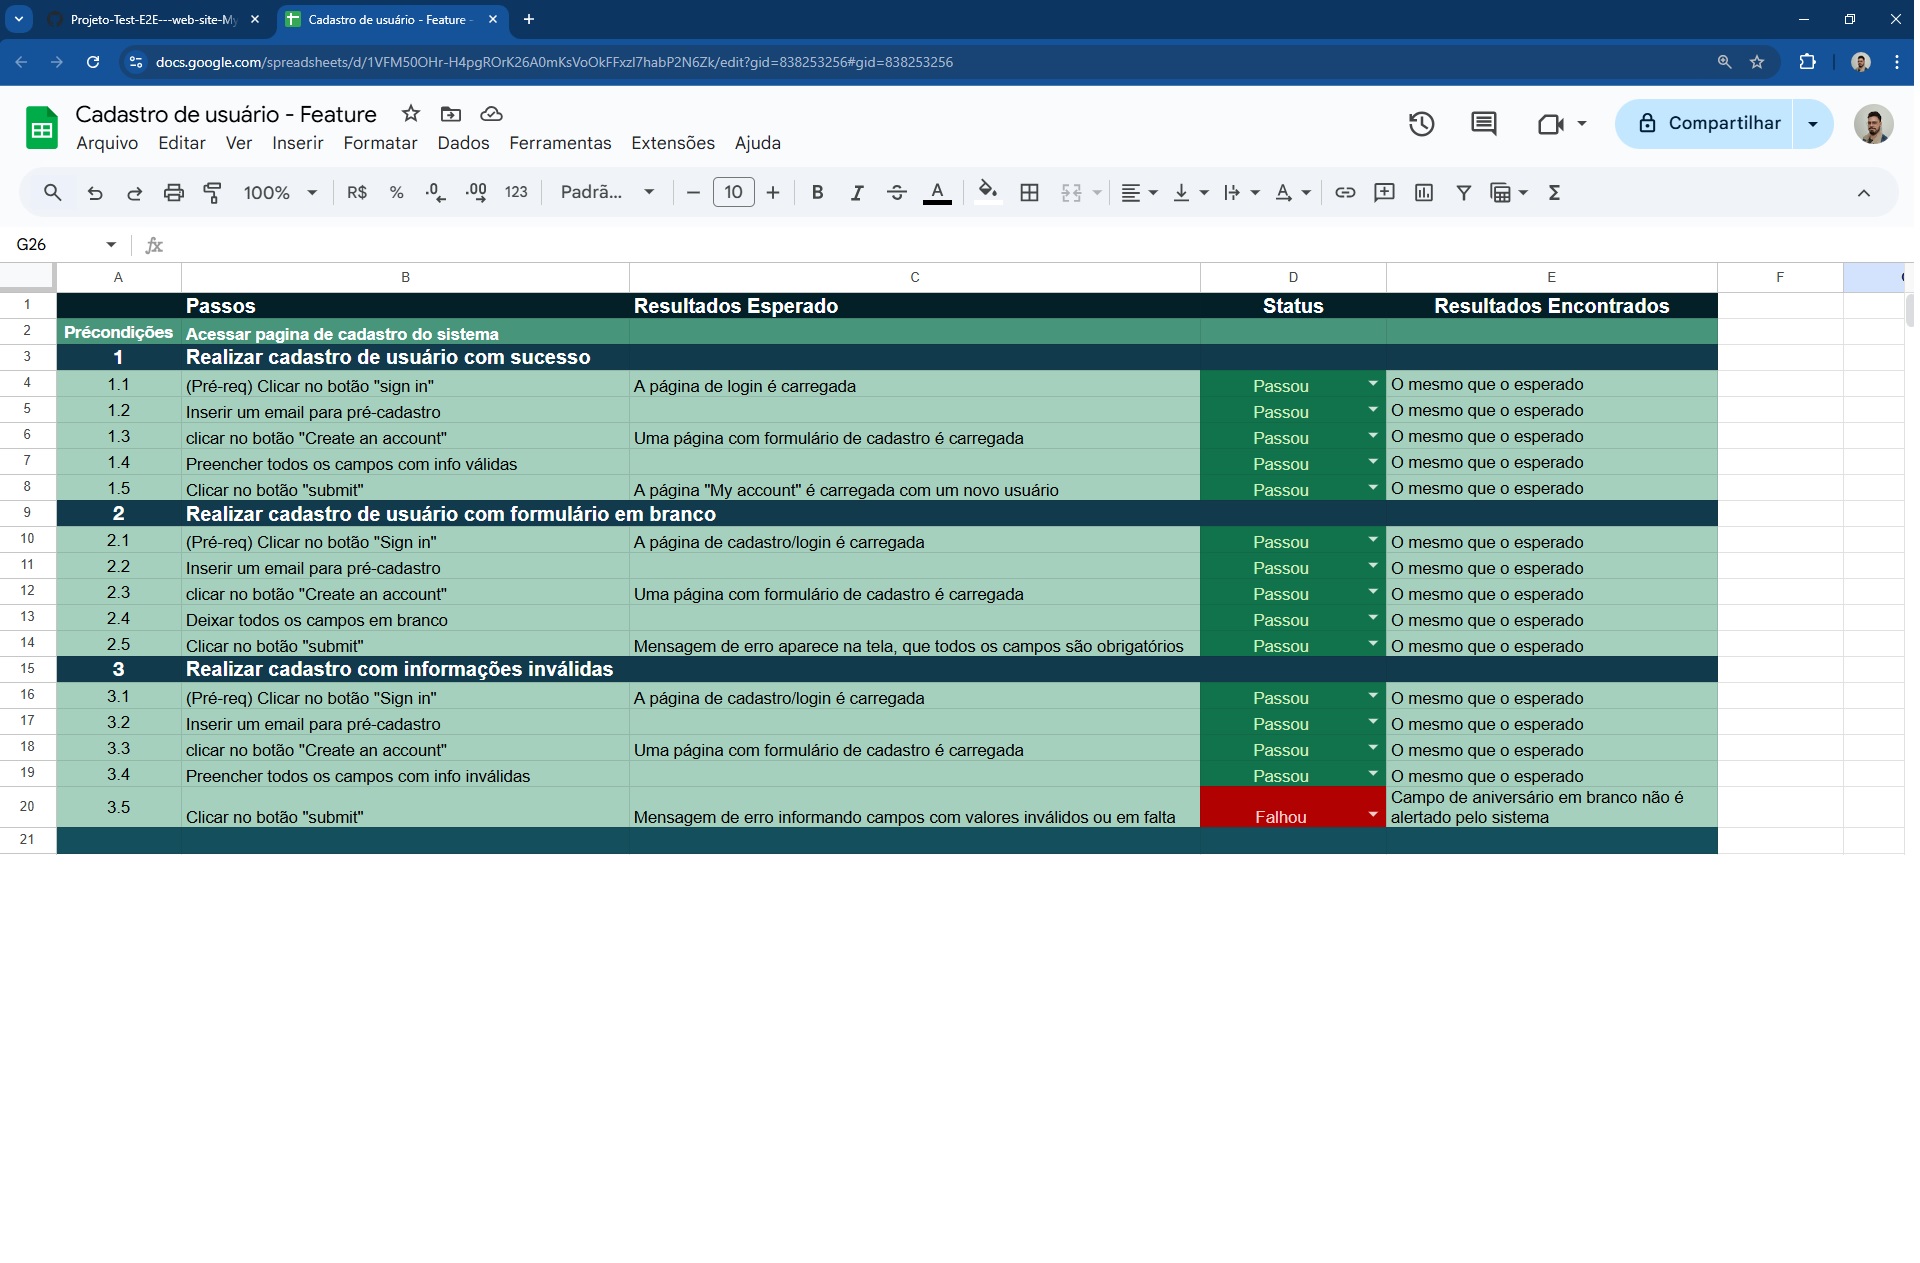 Projeto-Test-E2E---web-site-My
Cadastro de usuário - Feature -
docs.google.com/spreadsheets/d/1VFM50OHr-H4pgROrK26A0mKsVoOkFFxzI7habP2N6Zk/edit?gid=838253256#gid=838253256
Cadastro de usuário - Feature
Arquivo Editar Ver Inserir Formatar Dados Ferramentas Extensões Ajuda
Compartilhar
100% R$ % .0 .00 123 Padrã... 10 B I A A Σ
G26 fx
A B C D E F
1 Passos Resultados Esperado Status Resultados Encontrados
2 Précondições Acessar pagina de cadastro do sistema
3 1 Realizar cadastro de usuário com sucesso
4 1.1 (Pré-req) Clicar no botão "sign in" A página de login é carregada Passou O mesmo que o esperado
5 1.2 Inserir um email para pré-cadastro Passou O mesmo que o esperado
6 1.3 clicar no botão "Create an account" Uma página com formulário de cadastro é carregada Passou O mesmo que o esperado
7 1.4 Preencher todos os campos com info válidas Passou O mesmo que o esperado
8 1.5 Clicar no botão "submit" A página "My account" é carregada com um novo usuário Passou O mesmo que o esperado
9 2 Realizar cadastro de usuário com formulário em branco
10 2.1 (Pré-req) Clicar no botão "Sign in" A página de cadastro/login é carregada Passou O mesmo que o esperado
11 2.2 Inserir um email para pré-cadastro Passou O mesmo que o esperado
12 2.3 clicar no botão "Create an account" Uma página com formulário de cadastro é carregada Passou O mesmo que o esperado
13 2.4 Deixar todos os campos em branco Passou O mesmo que o esperado
14 2.5 Clicar no botão "submit" Mensagem de erro aparece na tela, que todos os campos são obrigatórios Passou O mesmo que o esperado
15 3 Realizar cadastro com informações inválidas
16 3.1 (Pré-req) Clicar no botão "Sign in" A página de cadastro/login é carregada Passou O mesmo que o esperado
17 3.2 Inserir um email para pré-cadastro Passou O mesmo que o esperado
18 3.3 clicar no botão "Create an account" Uma página com formulário de cadastro é carregada Passou O mesmo que o esperado
19 3.4 Preencher todos os campos com info inválidas Passou O mesmo que o esperado
20 3.5 Clicar no botão "submit" Mensagem de erro informando campos com valores inválidos ou em falta Falhou Campo de aniversário em branco não é
alertado pelo sistema
21